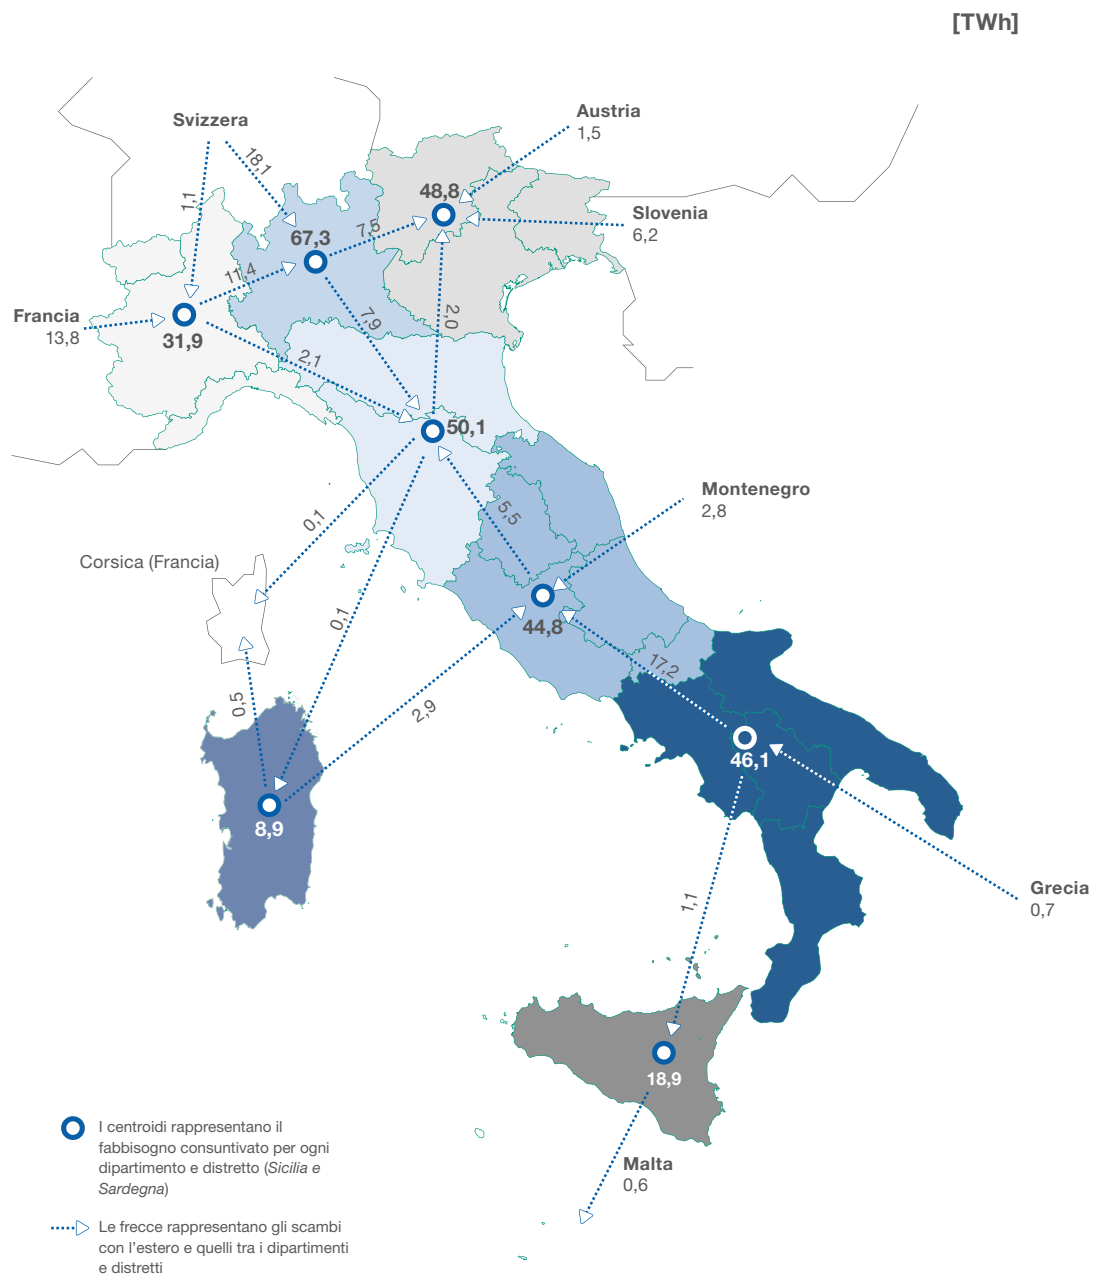 [TWh]
Austria
1,5
Svizzera
18,1
48,8
1,1
Slovenia
6,2
7,5
67,3
11,4
Francia
13,8
31,9
7,9
2,0
2,1
50,1
Montenegro
2,8
5,5
0,1
Corsica (Francia)
0,1
44,8
17,2
0,5
2,9
46,1
8,9
Grecia
0,7
1,1
18,9
Malta
0,6
I centroidi rappresentano il
fabbisogno consuntivato per ogni
dipartimento e distretto (Sicilia e
Sardegna)
Le frecce rappresentano gli scambi
con l'estero e quelli tra i dipartimenti
e distretti